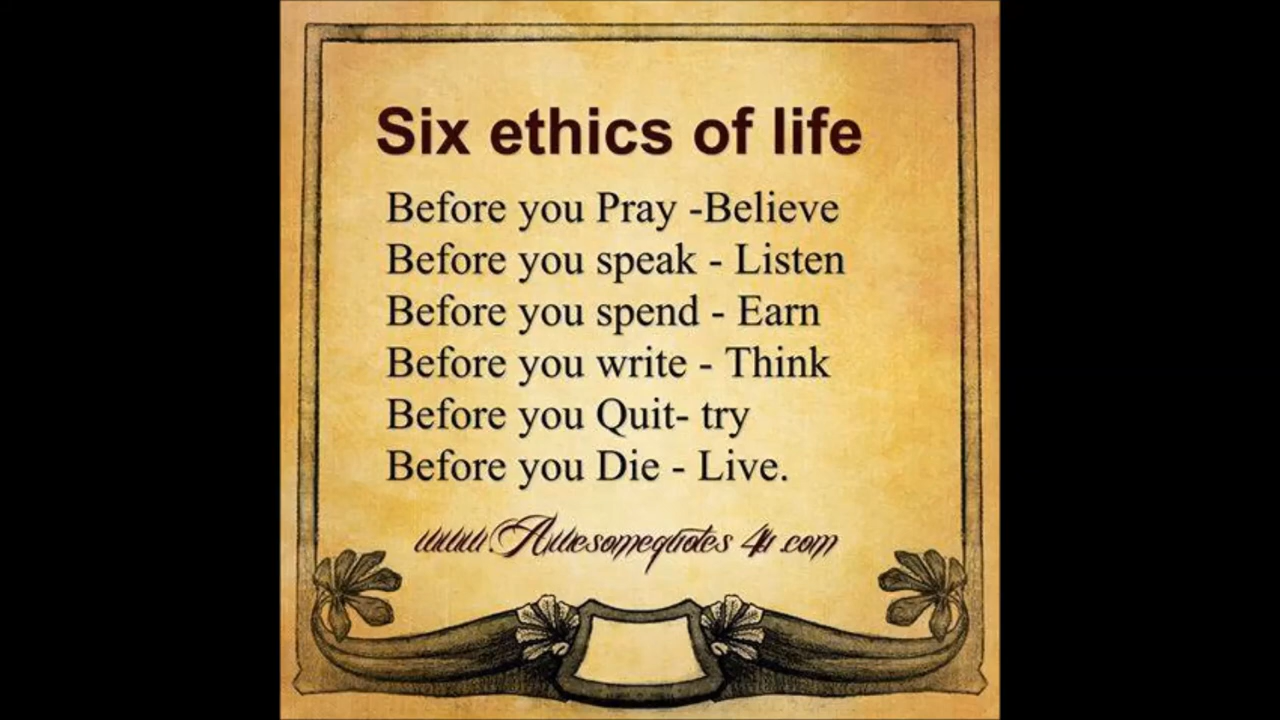 Six ethics of life
Before you Pray -Believe
Before you speak - Listen
Before you spend - Earn
Before you write - Think
Before you Quit- try
Before you Die - Live.
www.Awesomequotes4u.com